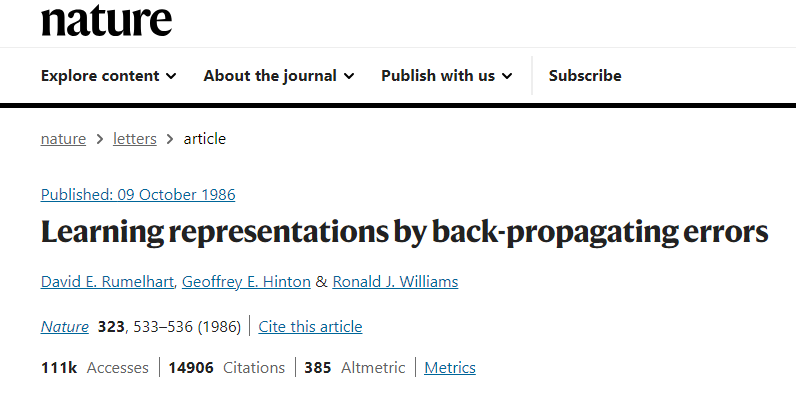 nature
Explore content About the journal Publish with us Subscribe
nature > letters > article
Published: 09 October 1986
Learning representations by back-propagating errors
David E. Rumelhart, Geoffrey E. Hinton & Ronald J. Williams
Nature 323, 533–536 (1986) Cite this article
111k Accesses 14906 Citations 385 Altmetric Metrics